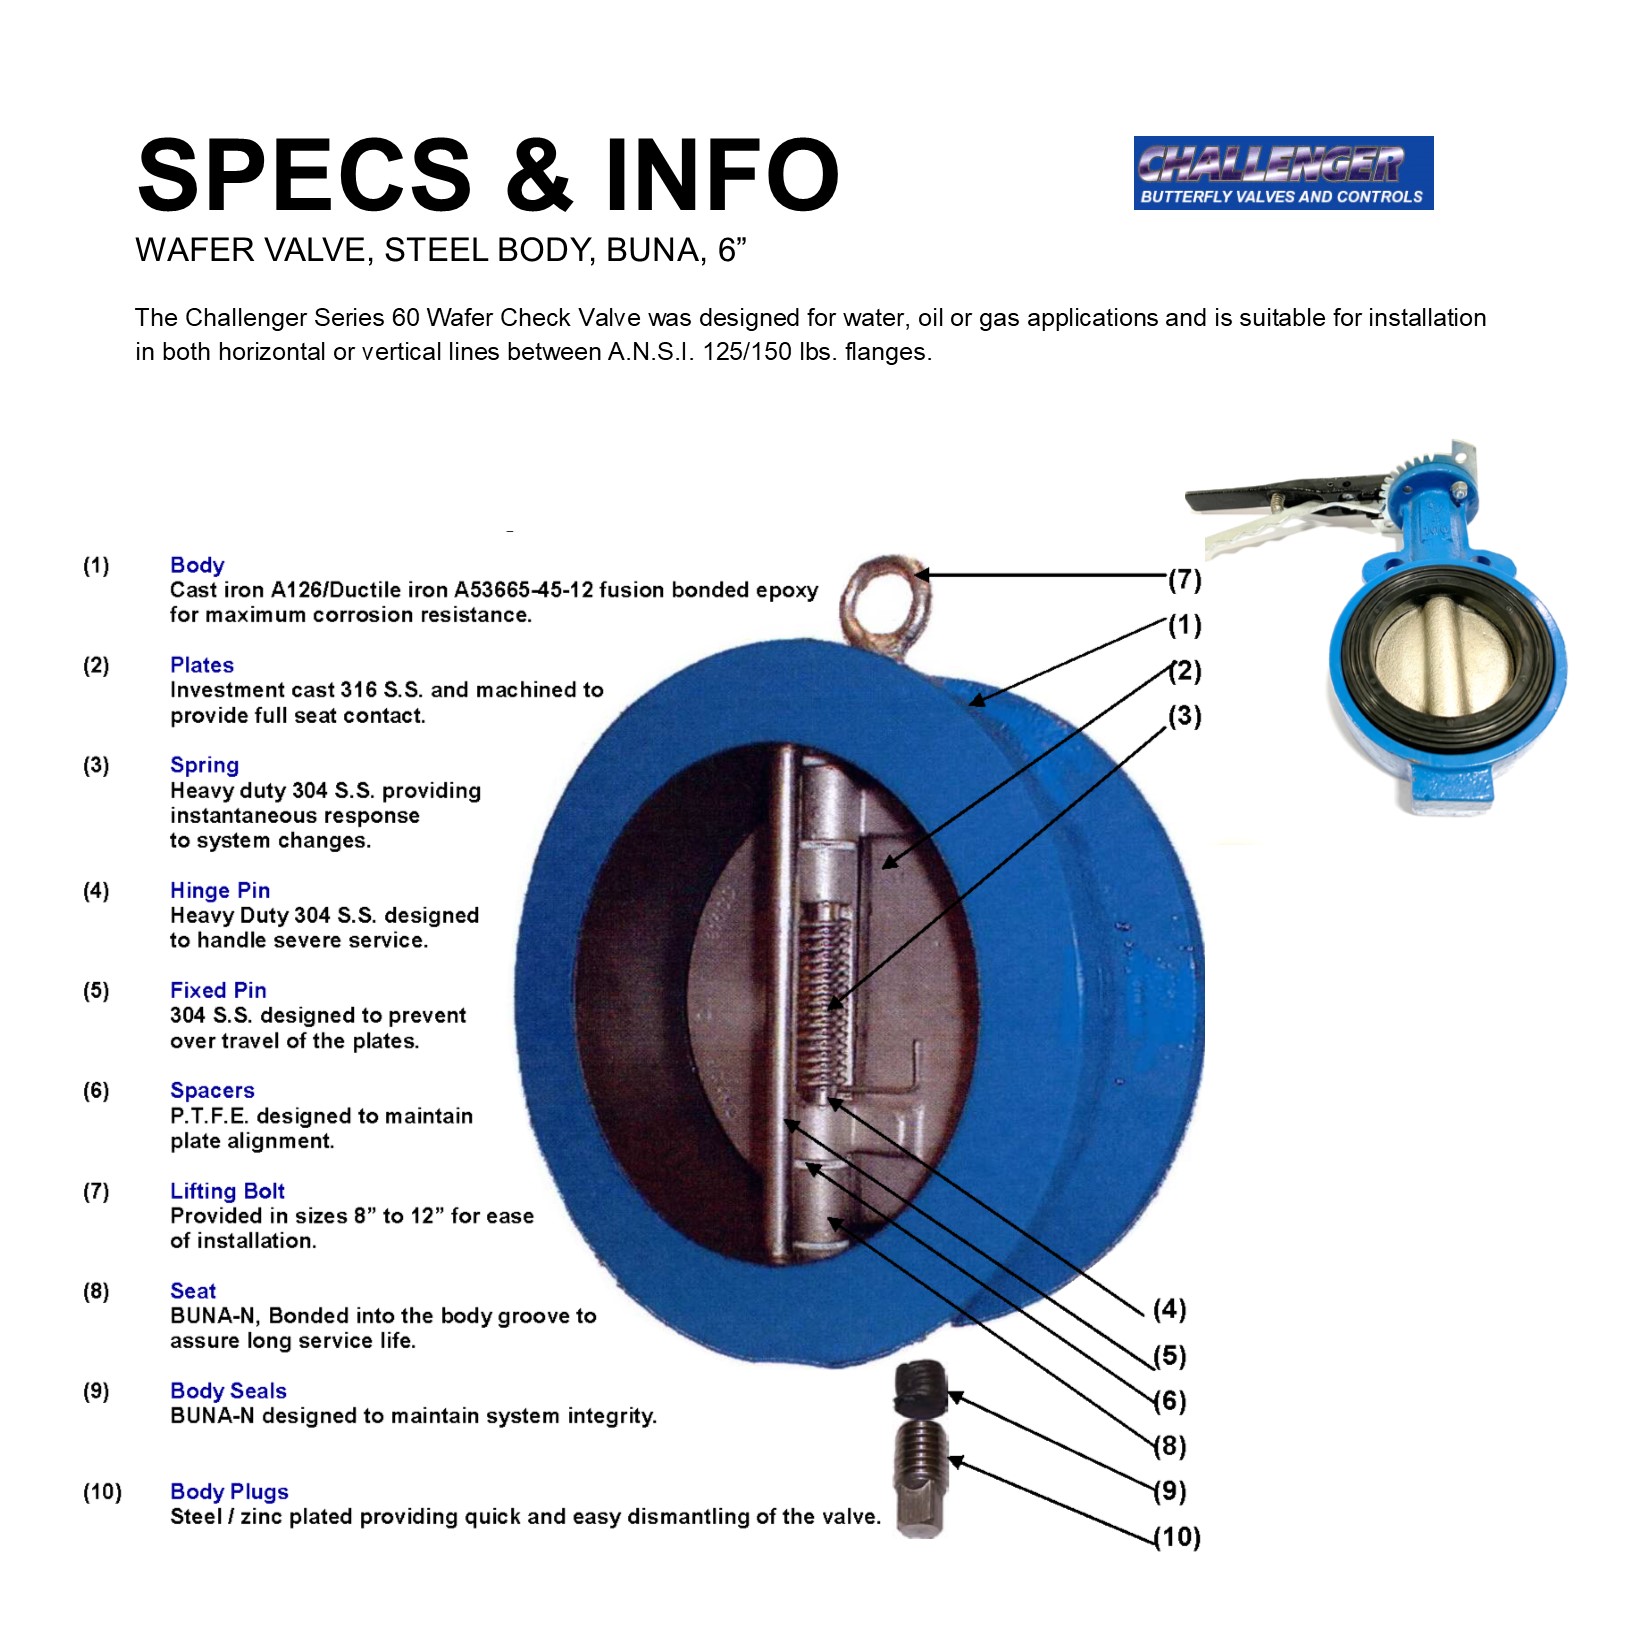 SPECS & INFO
CHALLENGER
BUTTERFLY VALVES AND CONTROLS
WAFER VALVE, STEEL BODY, BUNA, 6”
The Challenger Series 60 Wafer Check Valve was designed for water, oil or gas applications and is suitable for installation
in both horizontal or vertical lines between A.N.S.I. 125/150 lbs. flanges.
(1) Body
Cast iron A126/Ductile iron A53665-45-12 fusion bonded epoxy
for maximum corrosion resistance.
(2) Plates
Investment cast 316 S.S. and machined to
provide full seat contact.
(3) Spring
Heavy duty 304 S.S. providing
instantaneous response
to system changes.
(4) Hinge Pin
Heavy Duty 304 S.S. designed
to handle severe service.
(5) Fixed Pin
304 S.S. designed to prevent
over travel of the plates.
(6) Spacers
P.T.F.E. designed to maintain
plate alignment.
(7) Lifting Bolt
Provided in sizes 8” to 12” for ease
of installation.
(8) Seat
BUNA-N, Bonded into the body groove to
assure long service life.
(9) Body Seals
BUNA-N designed to maintain system integrity.
(10) Body Plugs
Steel / zinc plated providing quick and easy dismantling of the valve.
(7)
(1)
(2)
(3)
(4)
(5)
(6)
(8)
(9)
(10)